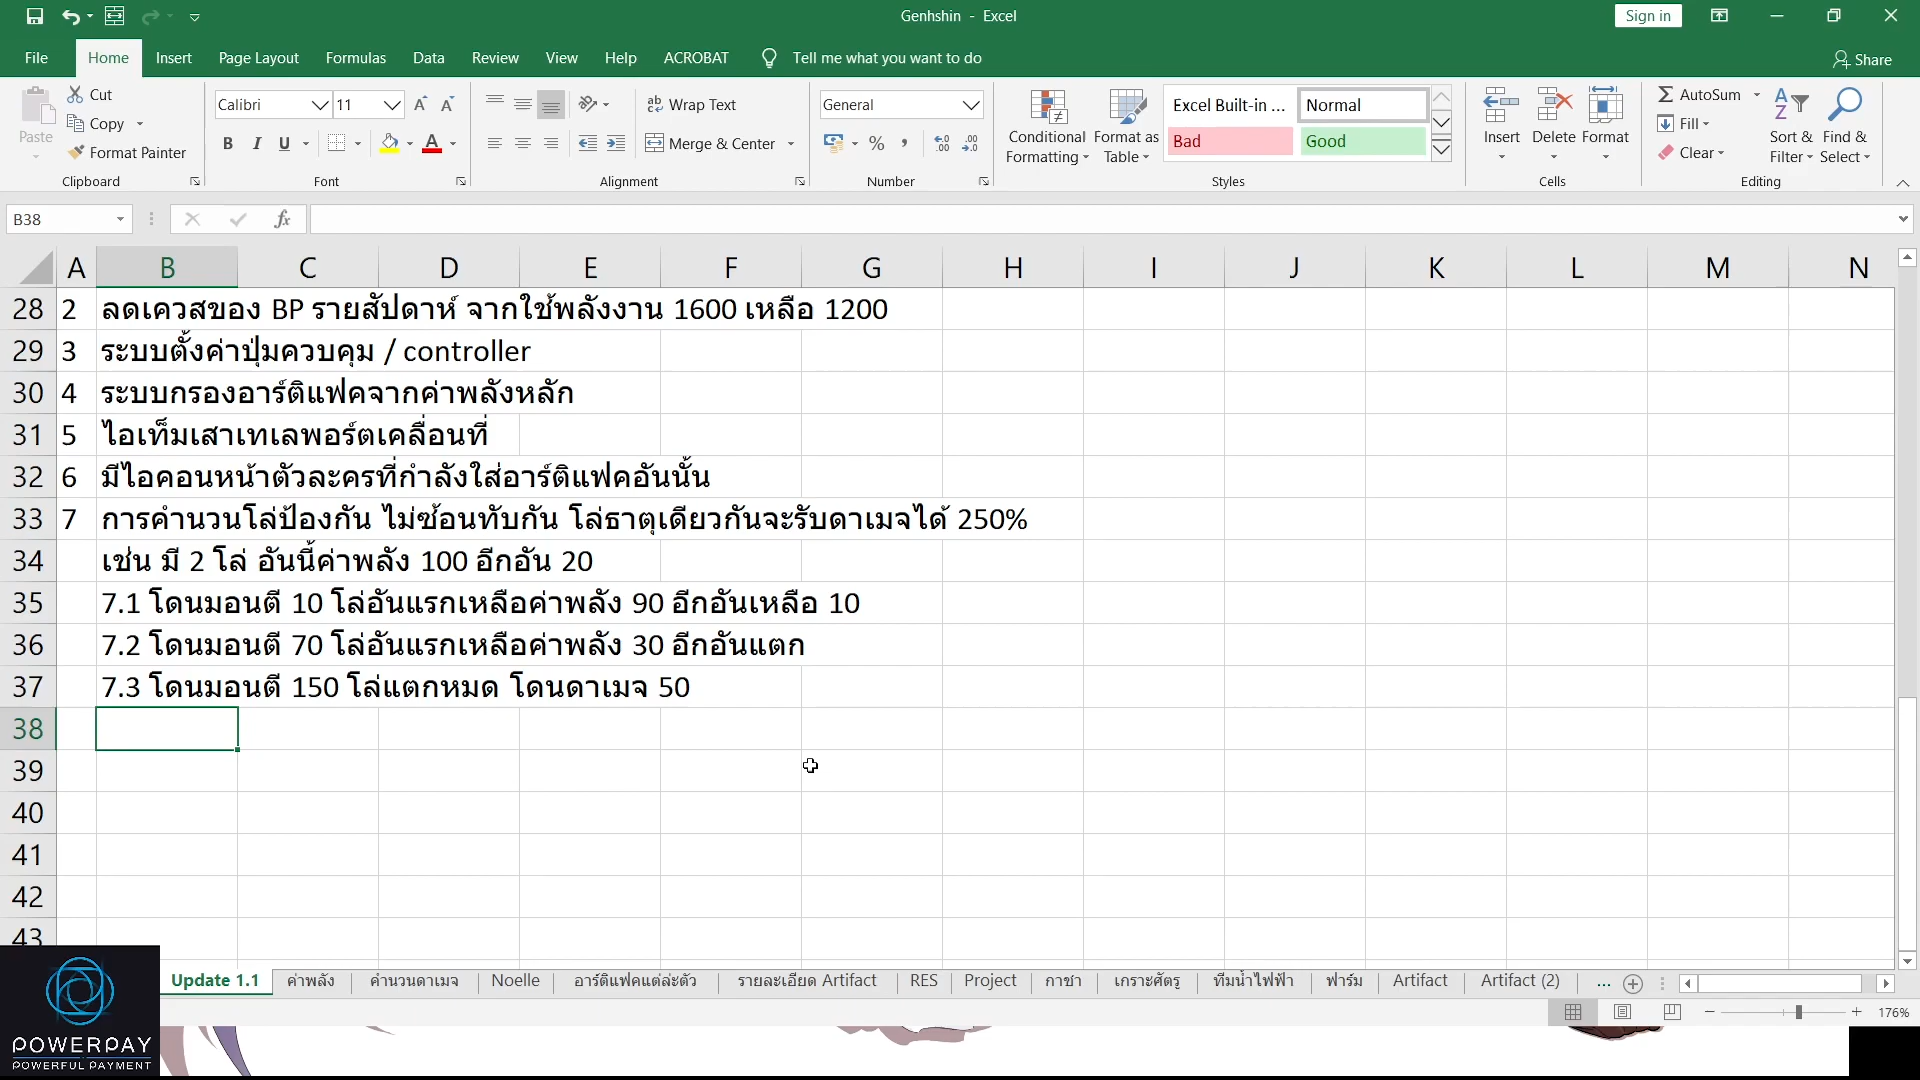 Genhshin - Excel
Sign in
File Home Insert Page Layout Formulas Data Review View Help ACROBAT Tell me what you want to do Share
Paste Cut Copy Format Painter Clipboard
Calibri 11 B I U Font
Wrap Text Merge & Center Alignment
General % , Number
Conditional Formatting Format as Table Excel Built-in ... Normal Bad Good Styles
Insert Delete Format Cells
AutoSum Fill Clear Sort & Filter Find & Select Editing
B38 fx
A B C D E F G H I J K L M N
28 2 ลดเควสของ BP รายสัปดาห์ จากใช้พลังงาน 1600 เหลือ 1200
29 3 ระบบตั้งค่าปุ่มควบคุม / controller
30 4 ระบบกรองอาร์ติแฟคจากค่าพลังหลัก
31 5 ไอเท็มเสาเทเลพอร์ตเคลื่อนที่
32 6 มีไอคอนหน้าตัวละครที่กำลังใส่อาร์ติแฟคอันนั้น
33 7 การคำนวนโล่ป้องกัน ไม่ซ้อนทับกัน โล่ธาตุเดียวกันจะรับดาเมจได้ 250%
34 เช่น มี 2 โล่ อันนี้ค่าพลัง 100 อีกอัน 20
35 7.1 โดนมอนตี 10 โล่อันแรกเหลือค่าพลัง 90 อีกอันเหลือ 10
36 7.2 โดนมอนตี 70 โล่อันแรกเหลือค่าพลัง 30 อีกอันแตก
37 7.3 โดนมอนตี 150 โล่แตกหมด โดนดาเมจ 50
38
39
40
41
42
43
Update 1.1 ค่าพลัง คำนวนดาเมจ Noelle อาร์ติแฟคแต่ล่ะตัว รายละเอียด Artifact RES Project กาชา เกราะศัตรู ทีมน้ำไฟฟ้า ฟาร์ม Artifact Artifact (2) ...
176%
POWERPAY
POWERFUL PAYMENT